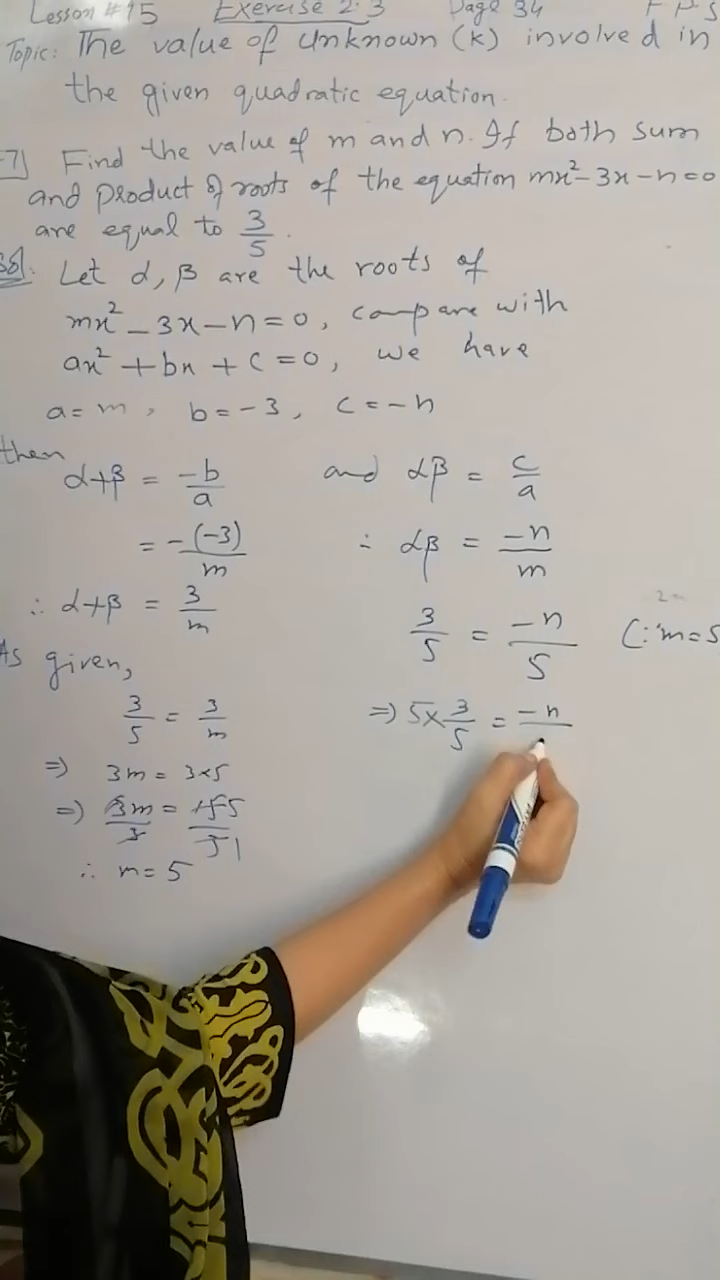 Lesson # 15 Exercise 2.3 Page 34
Topic: The value of unknown (k) involved in
the given quadratic equation.
7] Find the value of m and n. If both sum
and product of roots of the equation mx² - 3x - n = 0
are equal to 3/5.
Sol: Let α, β are the roots of
mx² - 3x - n = 0, compare with
ax² + bx + c = 0, we have
a = m, b = -3, c = -n
then
α+β = -b/a and αβ = c/a
= -(-3)/m ∴ αβ = -n/m
∴ α+β = 3/m 3/5 = -n/5 (∵ m = 5
As given,
3/5 = 3/m ⇒ 5 × 3/5 = -n
⇒ 3m = 3×5
⇒ 3m/3 = 15/3
∴ m = 5